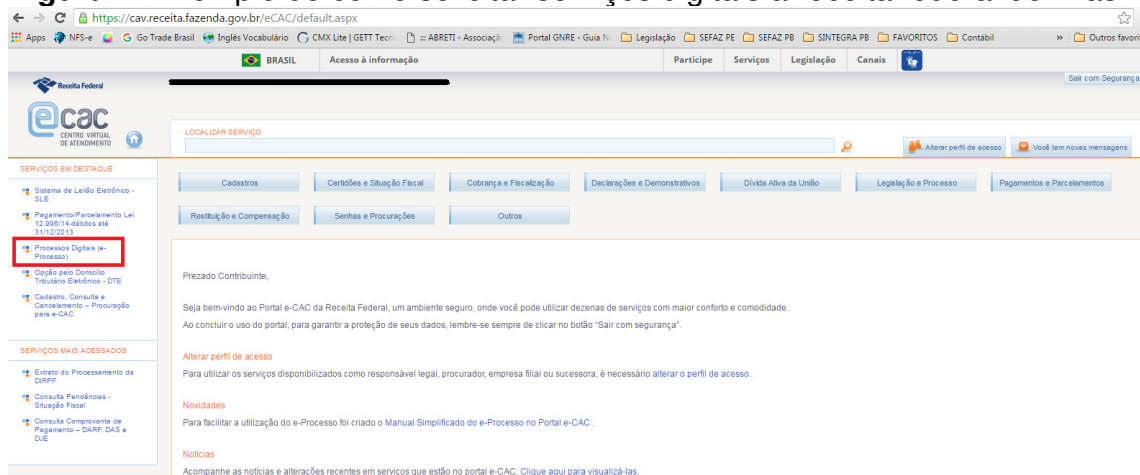 https://cav.receita.fazenda.gov.br/eCAC/default.aspx
Apps NFS-e G Go Trade Brasil Inglês Vocabulário CMX Lite | GETT Tecn ::: ABRETI - Associaçã Portal GNRE - Guia N Legislação SEFAZ PE SEFAZ PB SINTEGRA PB FAVORITOS Contábil » Outros favori
BRASIL Acesso à informação Participe Serviços Legislação Canais
Receita Federal
Sair com Segurança
eCAC
CENTRO VIRTUAL
DE ATENDIMENTO
LOCALIZAR SERVIÇO
Alterar perfil de acesso Você tem novas mensagens
SERVIÇOS EM DESTAQUE
Sistema de Leilão Eletrônico -
SLE
Pagamento/Parcelamento Lei
12.996/14-débitos até
31/12/2013
Processos Digitais (e-
Processo)
Opção pelo Domicílio
Tributário Eletrônico - DTE
Cadastro, Consulta e
Cancelamento – Procuração
para e-CAC
SERVIÇOS MAIS ACESSADOS
Extrato do Processamento da
DIRPF
Consulta Pendências -
Situação Fiscal
Consulta Comprovante de
Pagamento – DARF, DAS e
DJE
Cadastros Certidões e Situação Fiscal Cobrança e Fiscalização Declarações e Demonstrativos Dívida Ativa da União Legislação e Processo Pagamentos e Parcelamentos
Restituição e Compensação Senhas e Procurações Outros
Prezado Contribuinte,
Seja bem-vindo ao Portal e-CAC da Receita Federal, um ambiente seguro, onde você pode utilizar dezenas de serviços com maior conforto e comodidade.
Ao concluir o uso do portal, para garantir a proteção de seus dados, lembre-se sempre de clicar no botão "Sair com segurança".
Alterar perfil de acesso
Para utilizar os serviços disponibilizados como responsável legal, procurador, empresa filial ou sucessora, é necessário alterar o perfil de acesso.
Novidades
Para facilitar a utilização do e-Processo foi criado o Manual Simplificado do e-Processo no Portal e-CAC .
Notícias
Acompanhe as notícias e alterações recentes em serviços que estão no portal e-CAC. Clique aqui para visualizá-las.